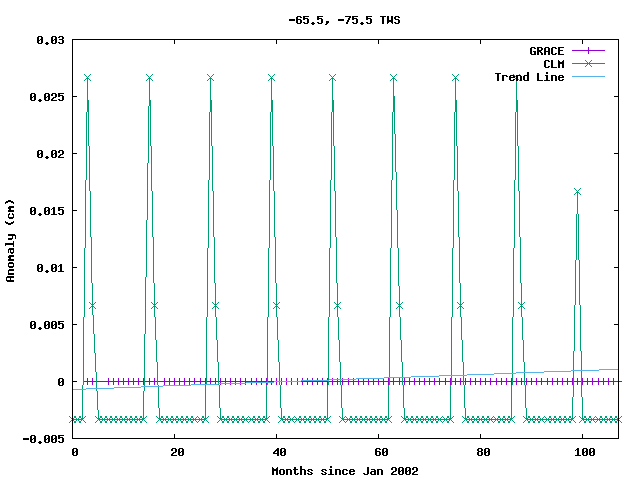 -65.5, -75.5 TWS
GRACE
CLM
Trend Line
0.03
0.025
0.02
0.015
0.01
0.005
0
-0.005
Anomaly (cm)
0 20 40 60 80 100
Months since Jan 2002